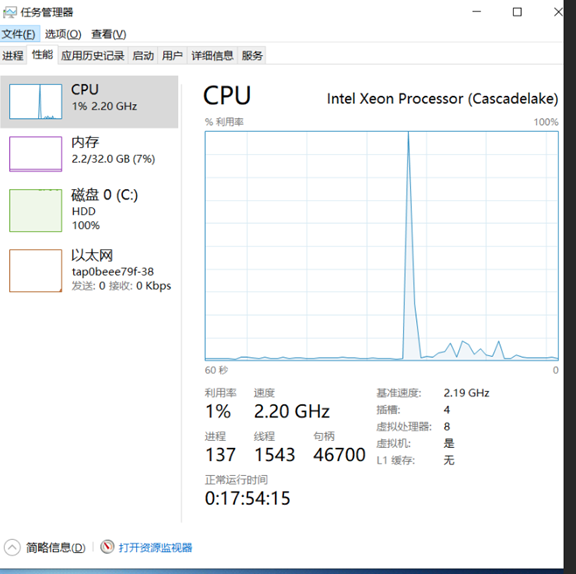 任务管理器
文件(F) 选项(O) 查看(V)
进程 性能 应用历史记录 启动 用户 详细信息 服务
CPU
1% 2.20 GHz
内存
2.2/32.0 GB (7%)
磁盘 0 (C:)
HDD
100%
以太网
tap0beee79f-38
发送: 0 接收: 0 Kbps
CPU
Intel Xeon Processor (Cascadelake)
% 利用率
100%
60 秒
0
利用率
1%
速度
2.20 GHz
进程
137
线程
1543
句柄
46700
正常运行时间
0:17:54:15
基准速度: 2.19 GHz
插槽: 4
虚拟处理器: 8
虚拟机: 是
L1 缓存: 无
简略信息(D)
打开资源监视器